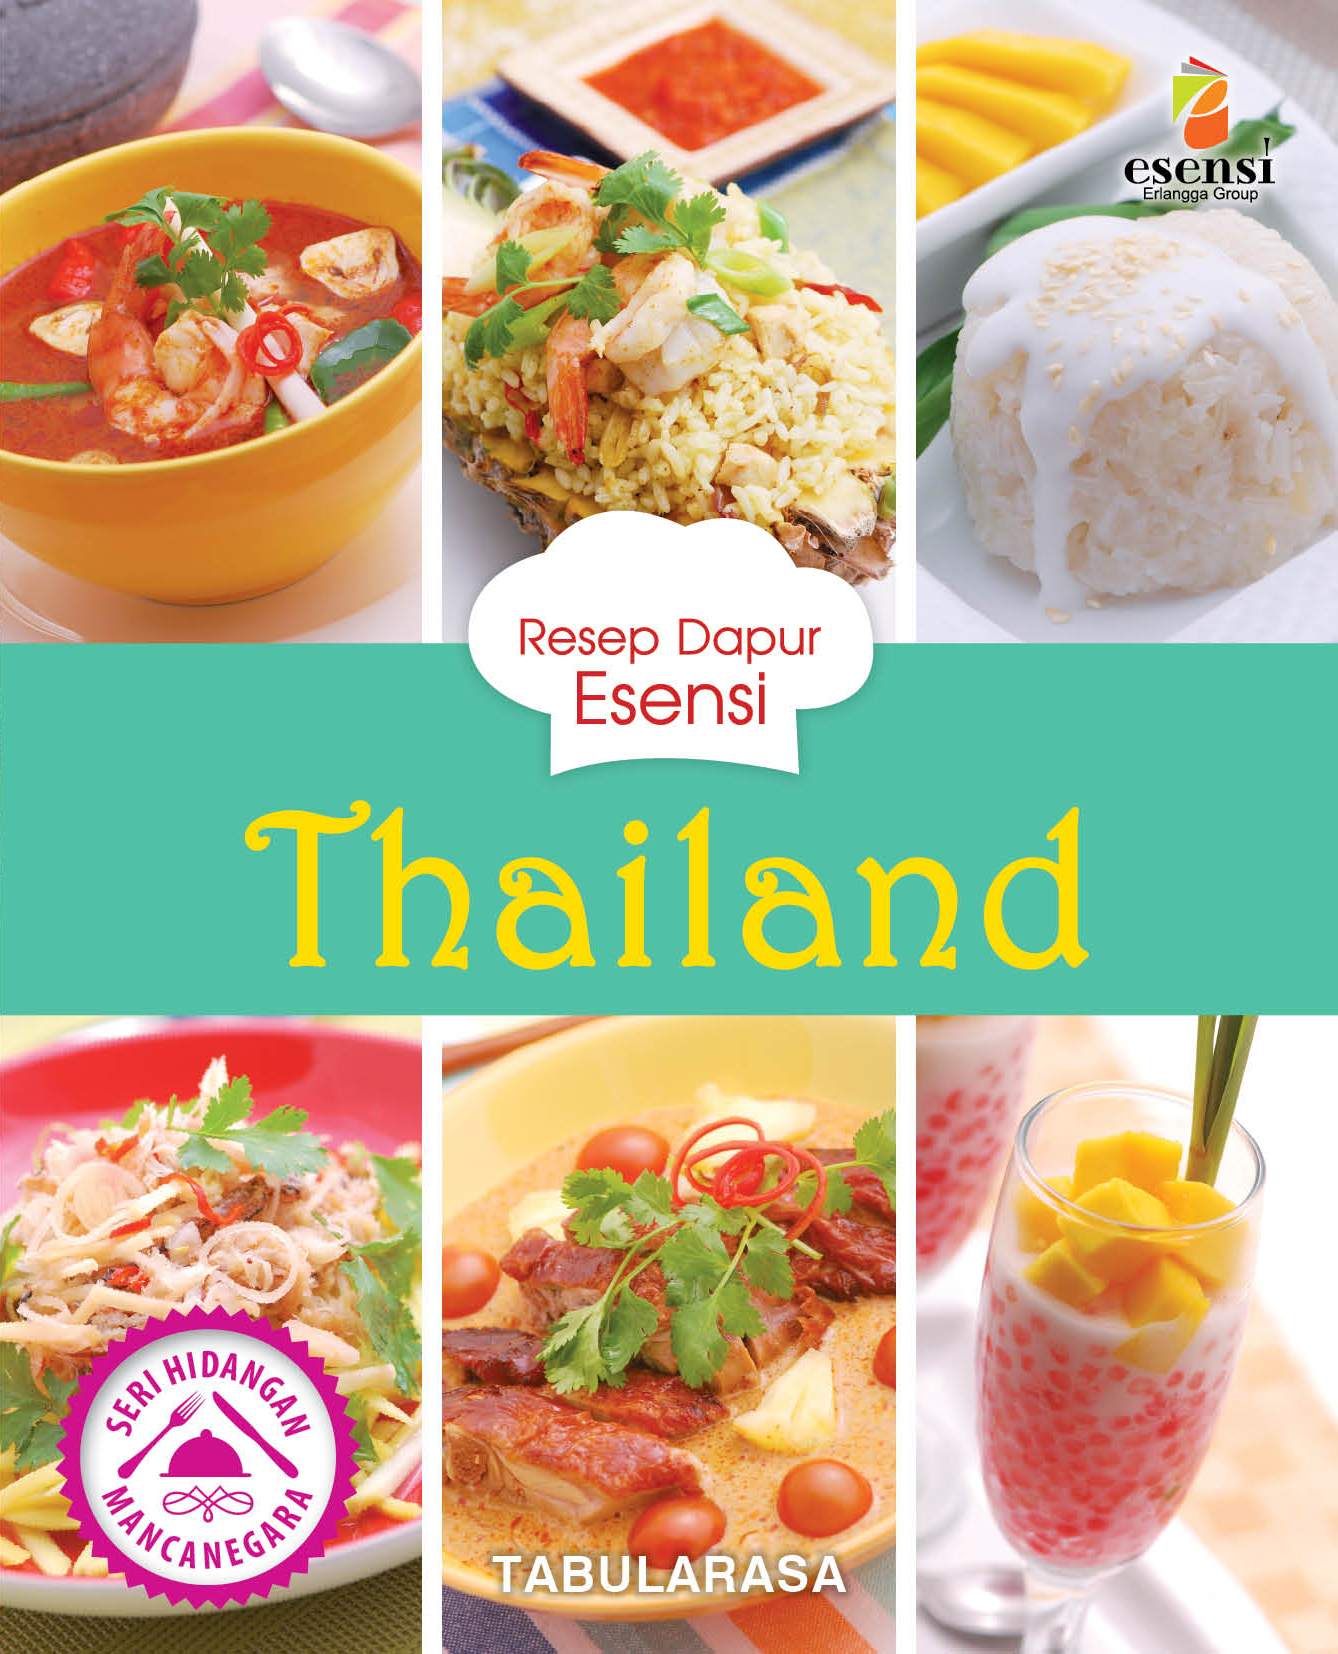 esensi
Erlangga Group
Resep Dapur
Esensi
Thailand
SERI HIDANGAN
MANCANEGARA
TABULARASA